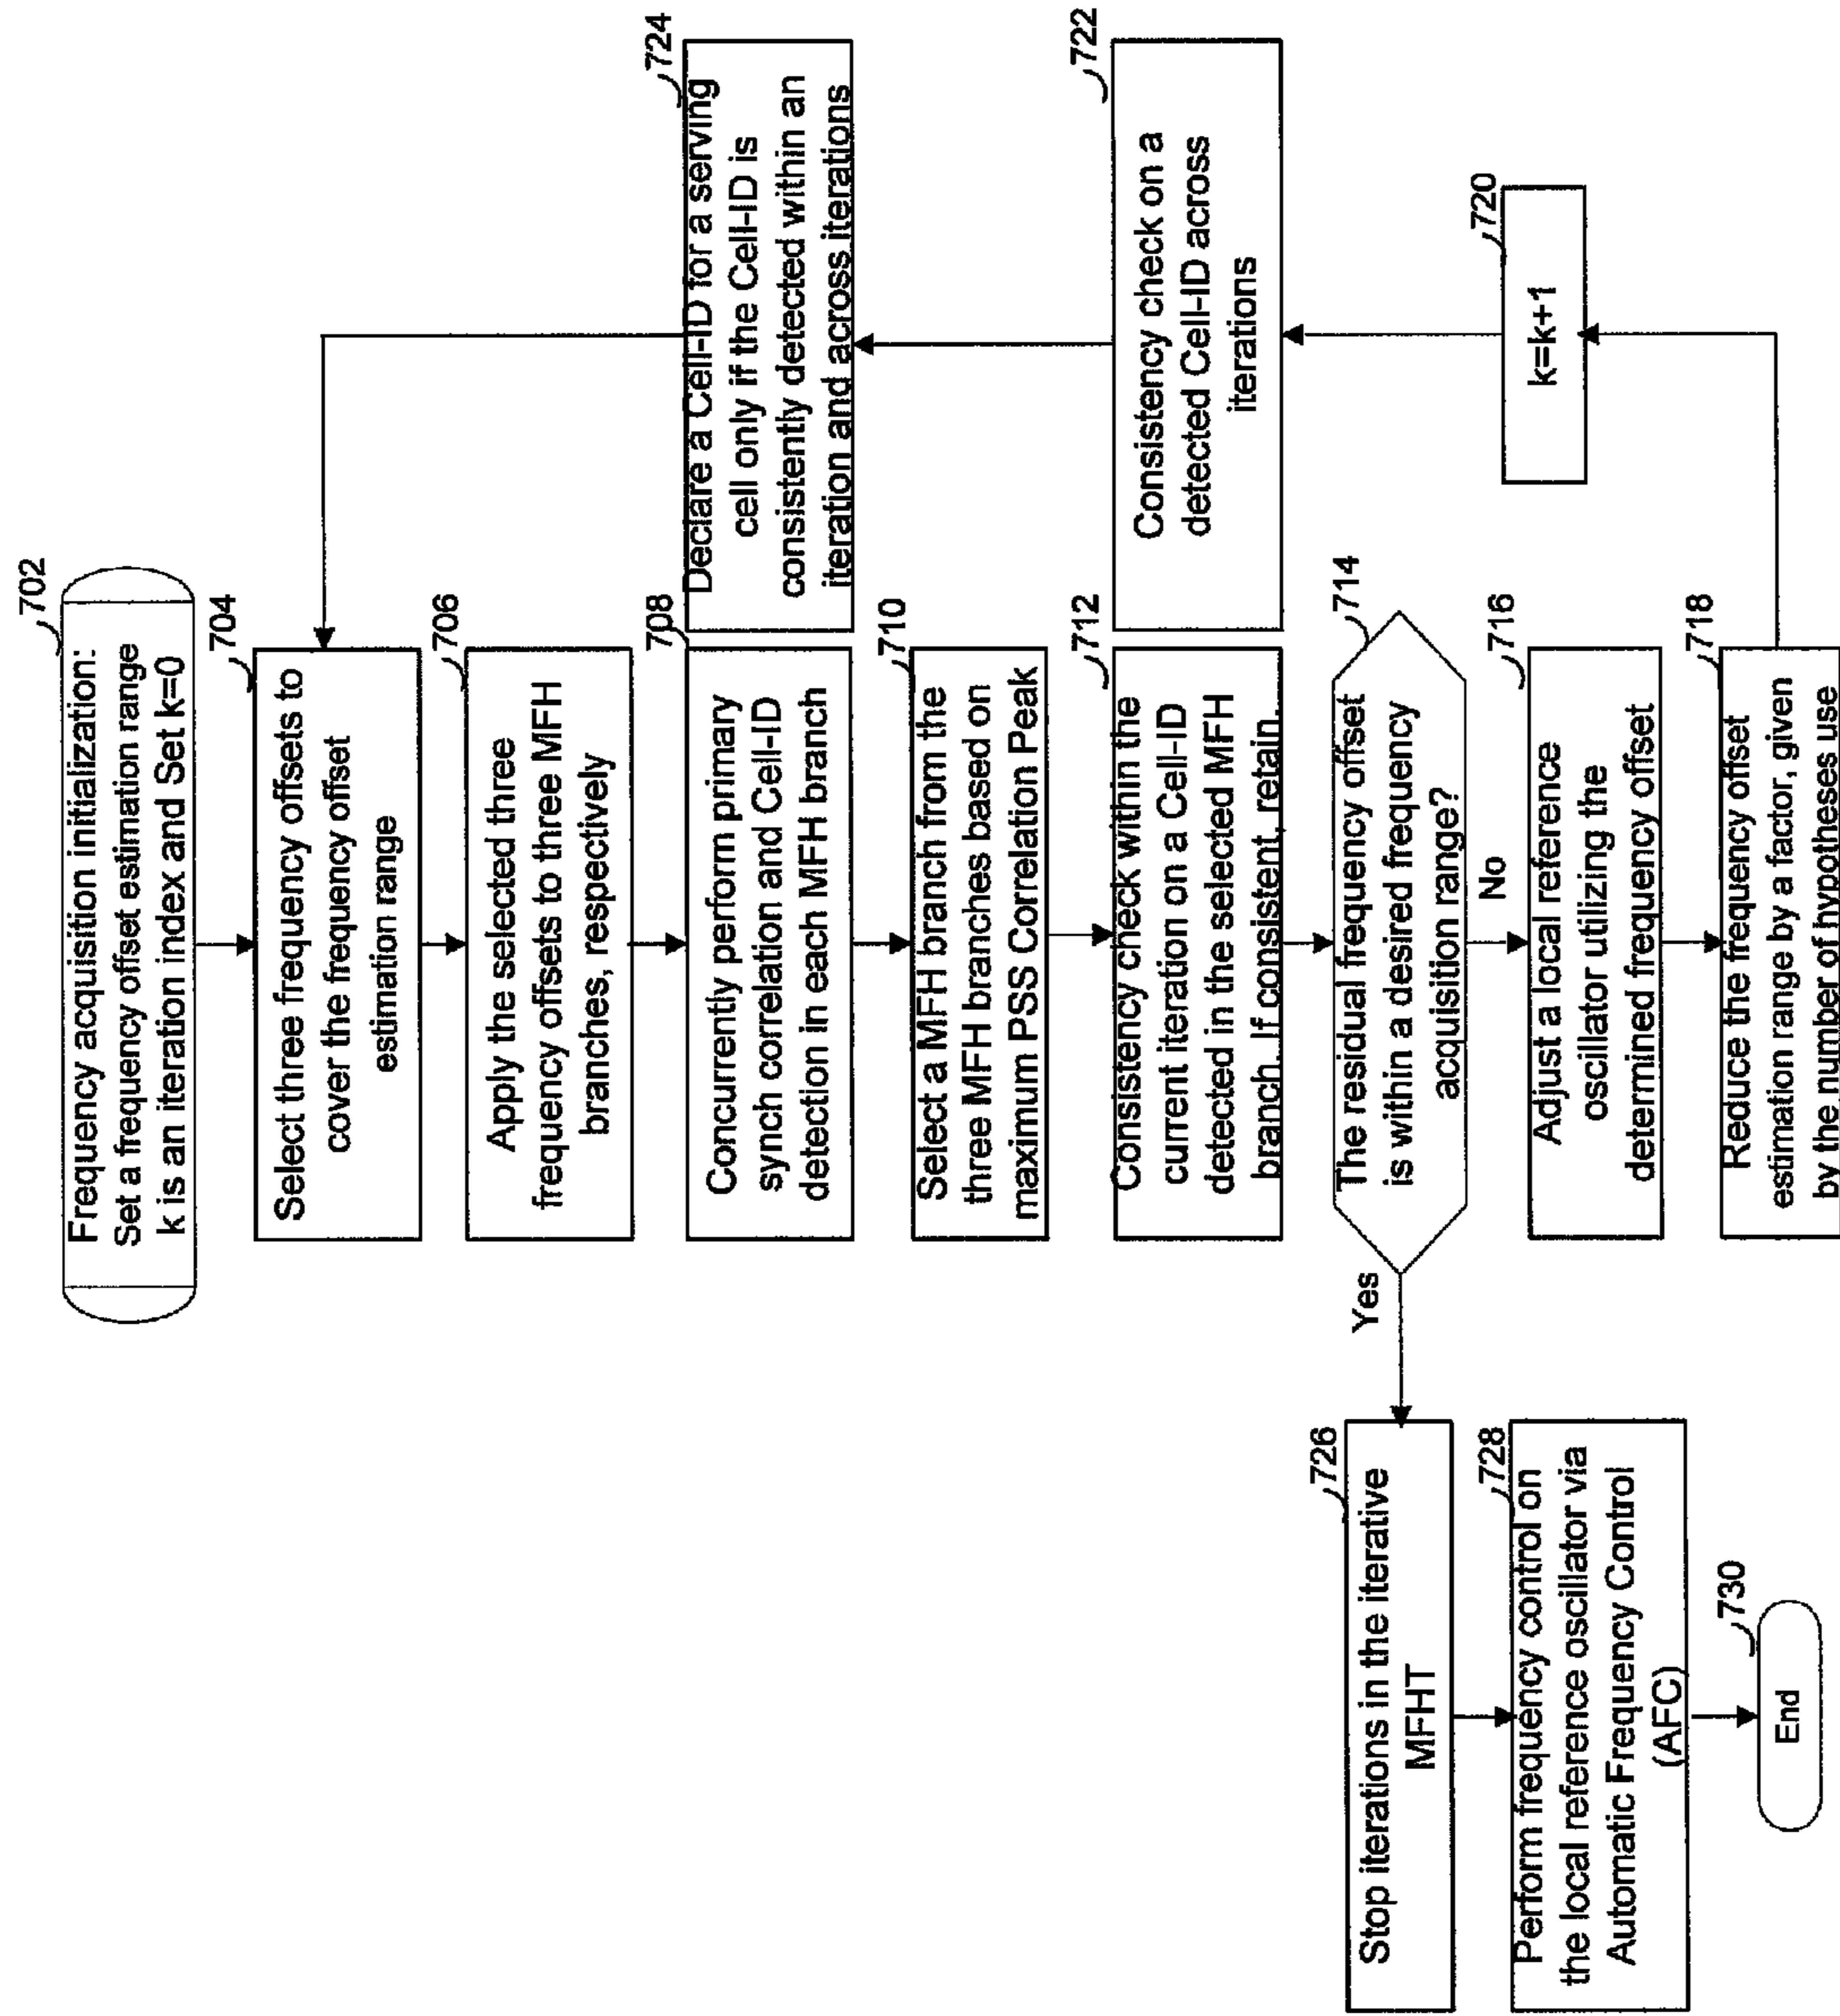 702
Frequency acquisition initialization:
Set a frequency offset estimation range
k is an iteration index and Set k=0
704
Select three frequency offsets to
cover the frequency offset
estimation range
706
Apply the selected three
frequency offsets to three MFH
branches, respectively
708
Concurrently perform primary
synch correlation and Cell-ID
detection in each MFH branch
710
Select a MFH branch from the
three MFH branches based on
maximum PSS Correlation Peak
712
Consistency check within the
current iteration on a Cell-ID
detected in the selected MFH
branch. If consistent, retain.
714
The residual frequency offset
is within a desired frequency
acquisition range?
Yes
No
716
Adjust a local reference
oscillator utilizing the
determined frequency offset
718
Reduce the frequency offset
estimation range by a factor, given
by the number of hypotheses use
720
k=k+1
722
Consistency check on a
detected Cell-ID across
iterations
724
Declare a Cell-ID for a serving
cell only if the Cell-ID is
consistently detected within an
iteration and across iterations
726
Stop iterations in the iterative
MFHT
728
Perform frequency control on
the local reference oscillator via
Automatic Frequency Control
(AFC)
730
End